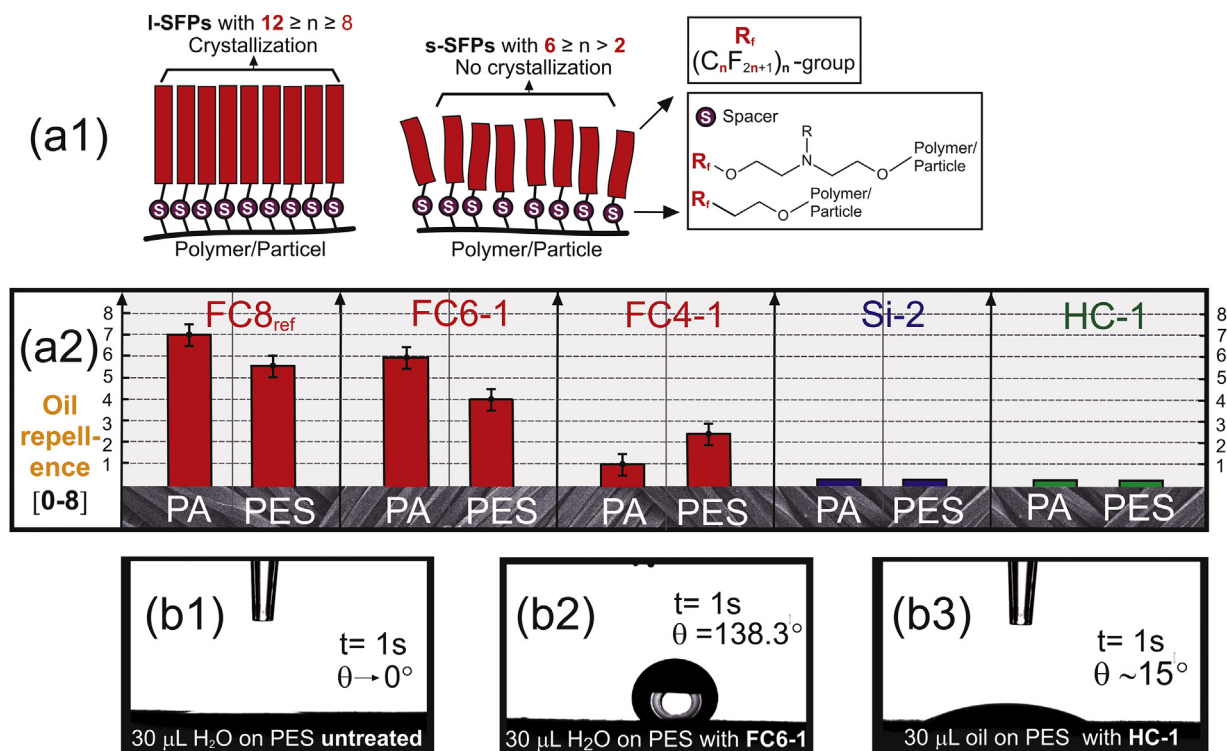 (a1)
l-SFPs with 12 ≥ n ≥ 8
Crystallization
S S S S S S S S S
Polymer/Particel
s-SFPs with 6 ≥ n > 2
No crystallization
S S S S S S S S
Polymer/Particle
Rf
(CnF2n+1)n-group
S Spacer
R
Rf O N O Polymer/
Particle
Rf O Polymer/
Particle
(a2)
Oil
repell-
ence
[0-8]
8
7
6
5
4
3
2
1
FC8ref
FC6-1
FC4-1
Si-2
HC-1
PA PES
PA PES
PA PES
PA PES
PA PES
8
7
6
5
4
3
2
1
(b1)
t= 1s
θ→0°
30 μL H2O on PES untreated
(b2)
t= 1s
θ =138.3°
30 μL H2O on PES with FC6-1
(b3)
t= 1s
θ ~15°
30 μL oil on PES with HC-1